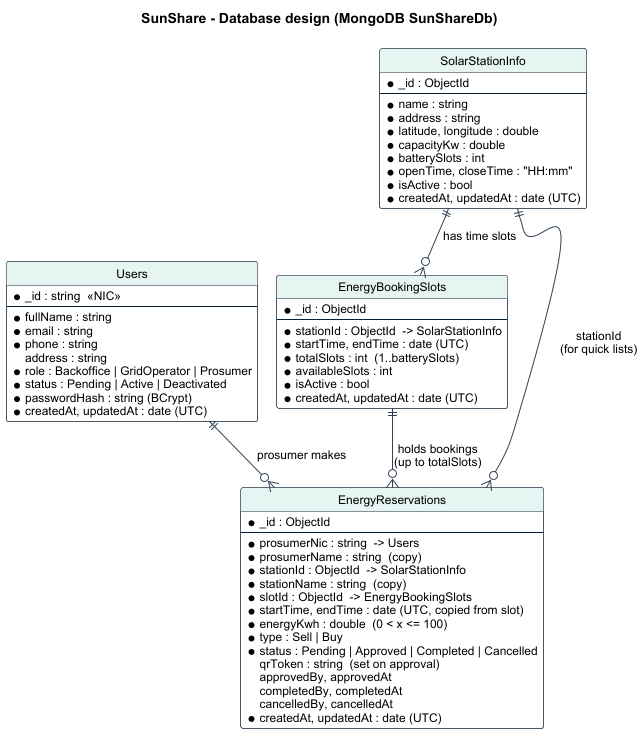 SunShare - Database design (MongoDB SunShareDb)
SolarStationInfo
● _id : ObjectId
● name : string
● address : string
● latitude, longitude : double
● capacityKw : double
● batterySlots : int
● openTime, closeTime : "HH:mm"
● isActive : bool
● createdAt, updatedAt : date (UTC)
has time slots
stationId
(for quick lists)
Users
● _id : string «NIC»
● fullName : string
● email : string
● phone : string
address : string
● role : Backoffice | GridOperator | Prosumer
● status : Pending | Active | Deactivated
● passwordHash : string (BCrypt)
● createdAt, updatedAt : date (UTC)
EnergyBookingSlots
● _id : ObjectId
● stationId : ObjectId -> SolarStationInfo
● startTime, endTime : date (UTC)
● totalSlots : int (1..batterySlots)
● availableSlots : int
● isActive : bool
● createdAt, updatedAt : date (UTC)
prosumer makes
holds bookings
(up to totalSlots)
EnergyReservations
● _id : ObjectId
● prosumerNic : string -> Users
● prosumerName : string (copy)
● stationId : ObjectId -> SolarStationInfo
● stationName : string (copy)
● slotId : ObjectId -> EnergyBookingSlots
● startTime, endTime : date (UTC, copied from slot)
● energyKwh : double (0 < x <= 100)
● type : Sell | Buy
● status : Pending | Approved | Completed | Cancelled
qrToken : string (set on approval)
approvedBy, approvedAt
completedBy, completedAt
cancelledBy, cancelledAt
● createdAt, updatedAt : date (UTC)